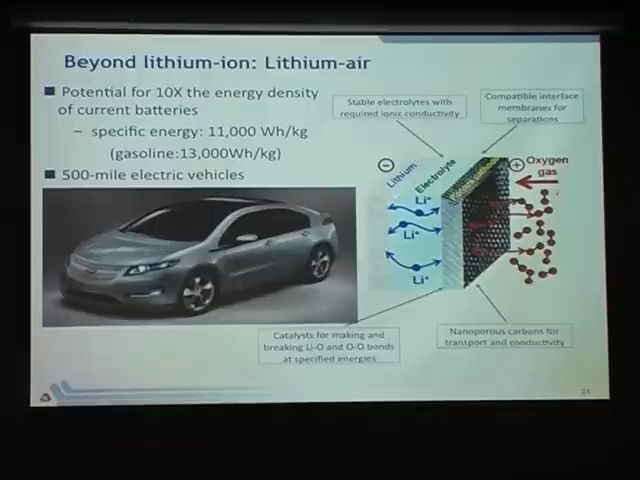 Beyond lithium-ion: Lithium-air
■ Potential for 10X the energy density
of current batteries
– specific energy: 11,000 Wh/kg
(gasoline:13,000Wh/kg)
■ 500-mile electric vehicles
Stable electrolytes with
required ionic conductivity
Compatible interface
membranes for
separations
Lithium
Electrolyte
Oxygen
gas
Li⁺
Li⁺
Li⁺
Catalysts for making and
breaking Li-O and O-O bonds
at specified energies
Nanoporous carbons for
transport and conductivity